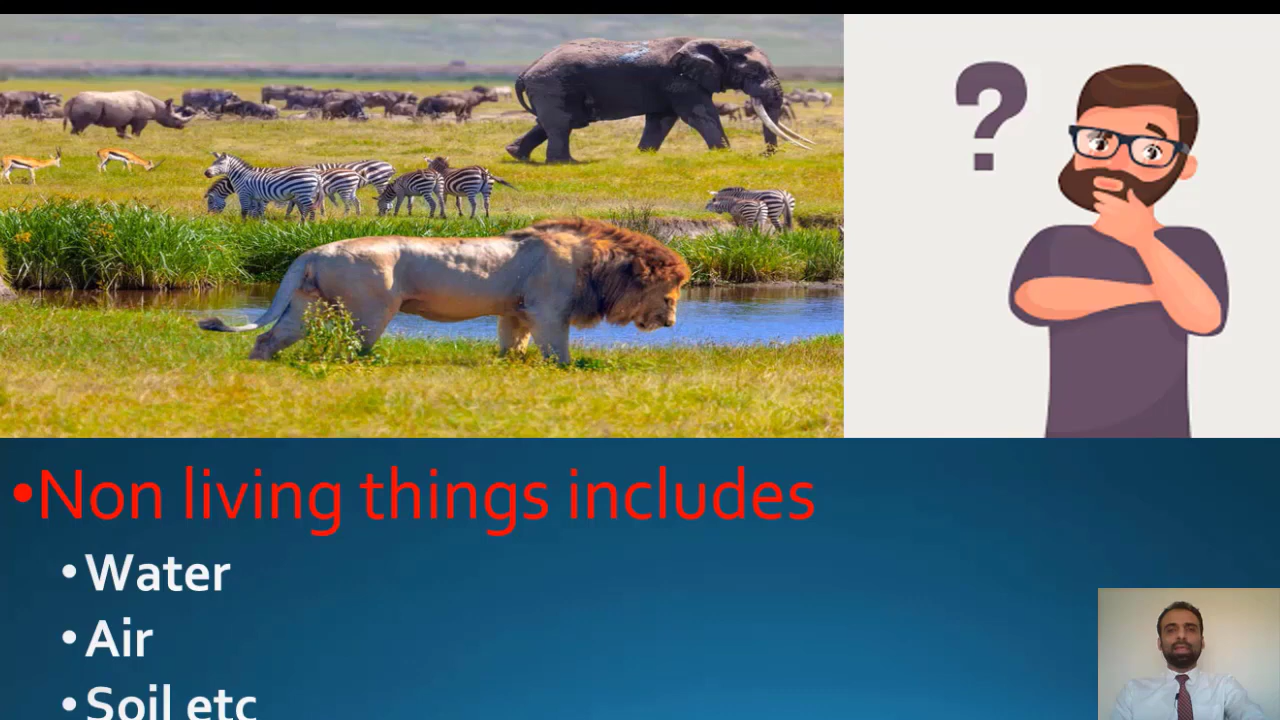 ?
•Non living things includes
•Water
•Air
•Soil etc